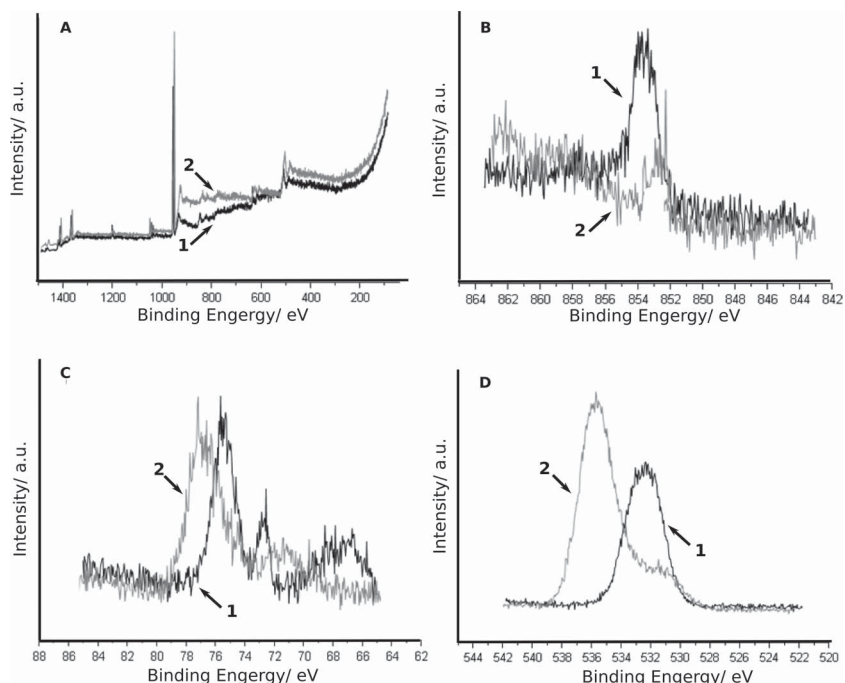 A
Intensity/ a.u.
2
1
1400 1200 1000 800 600 400 200
Binding Engergy/ eV
B
Intensity/ a.u.
1
2
864 862 860 858 856 854 852 850 848 846 844 842
Binding Engergy/ eV
C
Intensity/ a.u.
2
1
88 86 84 82 80 78 76 74 72 70 68 66 64 62
Binding Engergy/ eV
D
Intensity/ a.u.
2
1
544 542 540 538 536 534 532 530 528 526 524 522 520
Binding Engergy/ eV